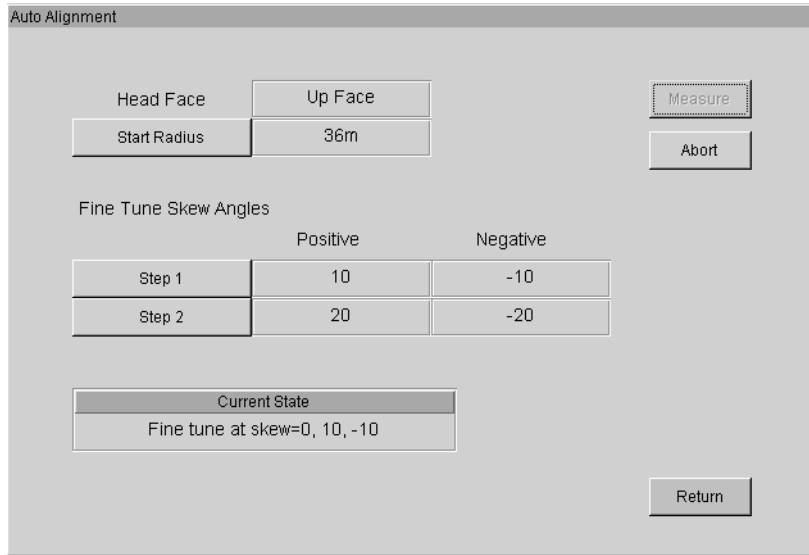 Auto Alignment
Head Face Up Face Measure
Start Radius 36m Abort
Fine Tune Skew Angles
Positive Negative
Step 1 10 -10
Step 2 20 -20
Current State
Fine tune at skew=0, 10, -10
Return